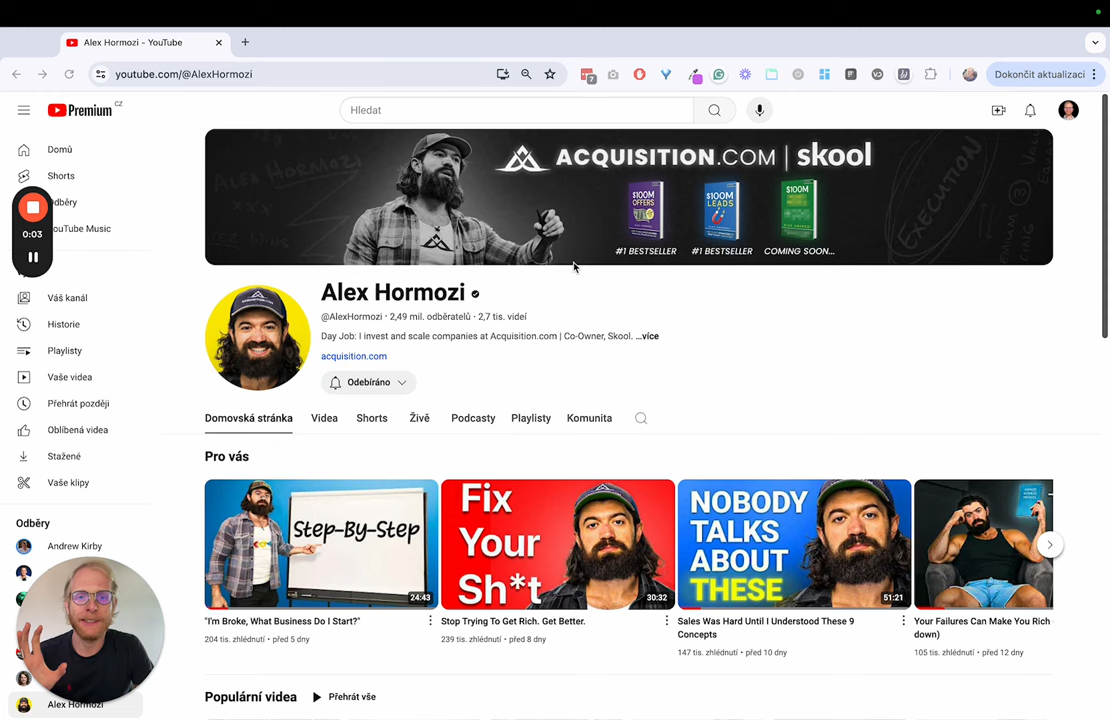 Alex Hormozi - YouTube
youtube.com/@AlexHormozi
7
Dokončit aktualizaci
Premium CZ
Hledat
Domů
Shorts
Odběry
YouTube Music
0:03
Váš kanál
Historie
Playlisty
Vaše videa
Přehrát později
Oblíbená videa
Stažené
Vaše klipy
Odběry
Andrew Kirby
Alex Hormozi
ACQUISITION.COM | skool
ALEX HORMOZI
EXECUTION
$100M OFFERS
$100M LEADS
$100M
#1 BESTSELLER
#1 BESTSELLER
COMING SOON...
Alex Hormozi
@AlexHormozi · 2,49 mil. odběratelů · 2,7 tis. videí
Day Job: I invest and scale companies at Acquisition.com | Co-Owner, Skool. ...více
acquisition.com
Odebíráno
Domovská stránka Videa Shorts Živě Podcasty Playlisty Komunita
Pro vás
Step-By-Step
24:43
"I'm Broke, What Business Do I Start?"
204 tis. zhlédnutí · před 5 dny
Fix
Your
Sh*t
30:32
Stop Trying To Get Rich. Get Better.
239 tis. zhlédnutí · před 8 dny
NOBODY
TALKS
ABOUT
THESE
51:21
Sales Was Hard Until I Understood These 9
Concepts
147 tis. zhlédnutí · před 10 dny
Your Failures Can Make You Rich
down)
105 tis. zhlédnutí · před 12 dny
Populární videa
Přehrát vše